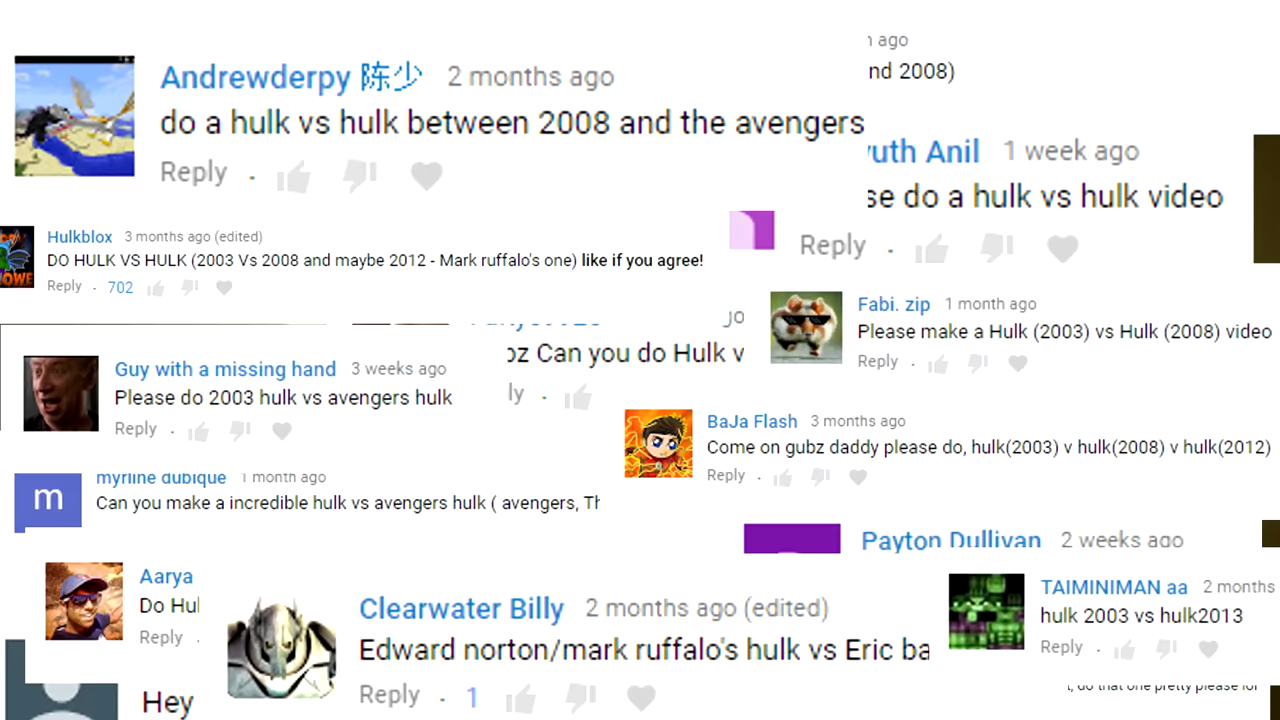 Andrewderpy 陈少 2 months ago
do a hulk vs hulk between 2008 and the avengers
Reply
ago
2008)
Anil 1 week ago
do a hulk vs hulk video
Reply
Hulkblox 3 months ago (edited)
DO HULK VS HULK (2003 Vs 2008 and maybe 2012 - Mark ruffalo's one) like if you agree!
Reply · 702
Fabi. zip 1 month ago
Please make a Hulk (2003) vs Hulk (2008) video
Reply
Can you do Hulk v
Guy with a missing hand 3 weeks ago
Please do 2003 hulk vs avengers hulk
Reply
BaJa Flash 3 months ago
Come on gubz daddy please do, hulk(2003) v hulk(2008) v hulk(2012)
Reply
m
myrline dubique 1 month ago
Can you make a incredible hulk vs avengers hulk ( avengers, Th
Payton Dullivan 2 weeks ago
Aarya
Do Hul
Reply
Clearwater Billy 2 months ago (edited)
Edward norton/mark ruffalo's hulk vs Eric ba
Reply · 1
TAIMINIMAN aa 2 months
hulk 2003 vs hulk2013
Reply
do that one pretty please for
Hey